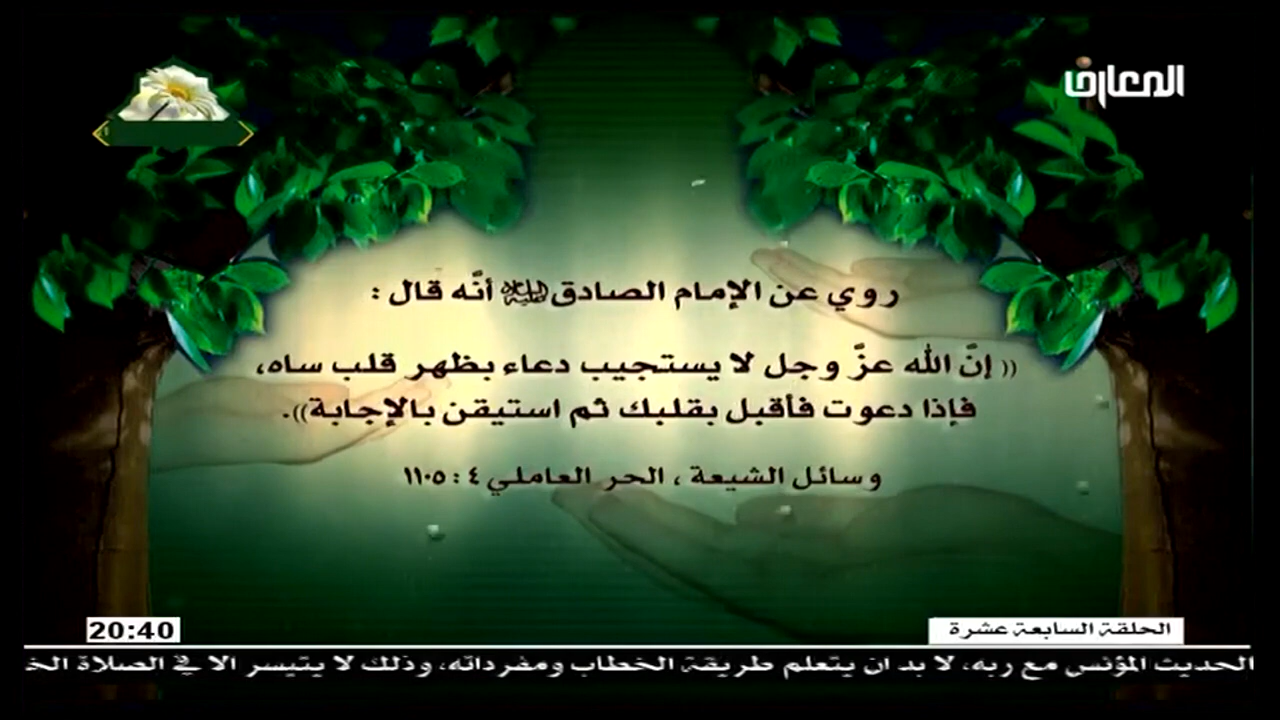 المعارف
روي عن الإمام الصادق عليه السلام أنَّه قال :
(( إنَّ الله عزَّ وجل لا يستجيب دعاء بظهر قلب ساه،
فإذا دعوت فأقبل بقلبك ثم استيقن بالإجابة)).
وسائل الشيعة ، الحر العاملي ٤ : ١١٠٥
الحلقة السابعة عشرة
20:40
الحديث المؤنس مع ربه، لا بد ان يتعلم طريقة الخطاب ومفرداته، وذلك لا يتيسر الا في الصلاة الخ